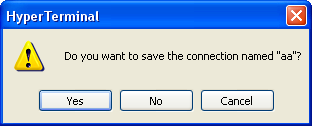 HyperTerminal
Do you want to save the connection named "aa"?
Yes
No
Cancel